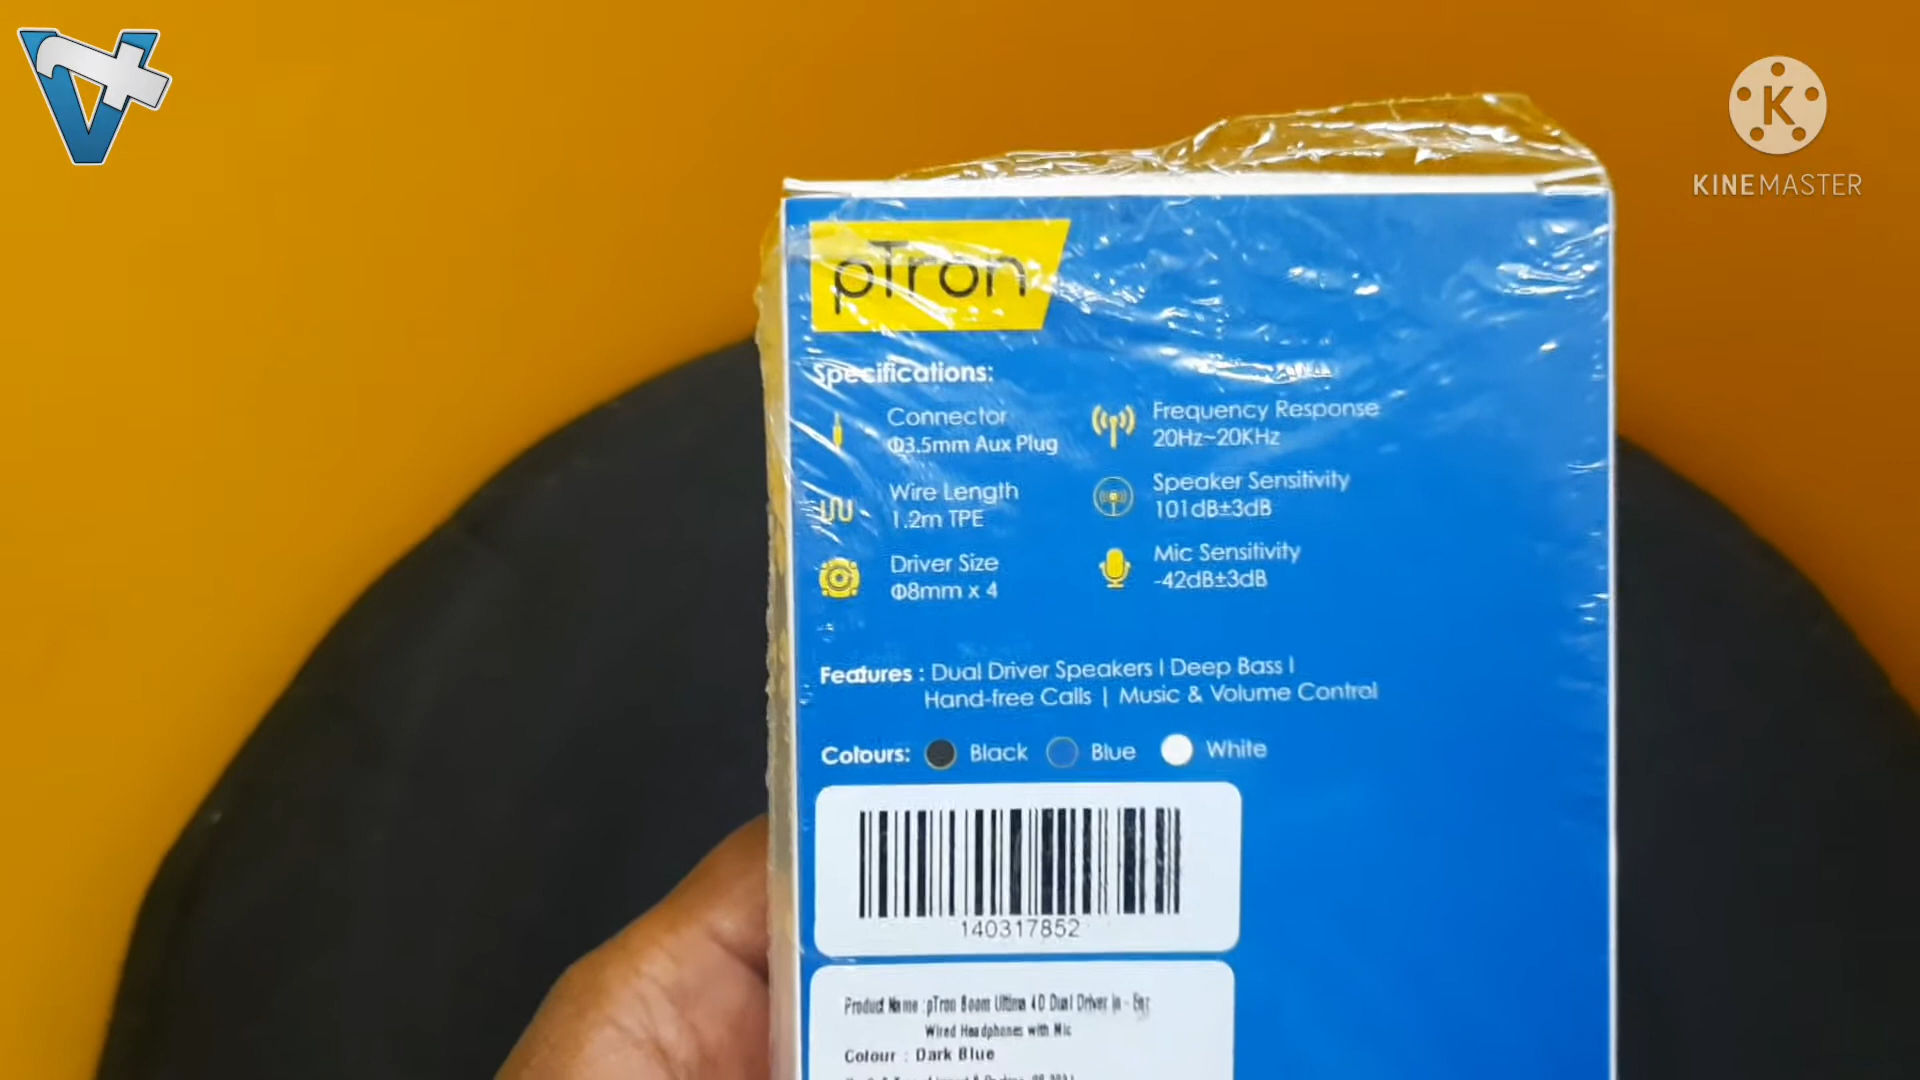 KINEMASTER
pTron
Specifications:
Connector
Φ3.5mm Aux Plug
Frequency Response
20Hz~20KHz
Wire Length
1.2m TPE
Speaker Sensitivity
101dB±3dB
Driver Size
Φ8mm x 4
Mic Sensitivity
-42dB±3dB
Features : Dual Driver Speakers | Deep Bass |
Hand-free Calls | Music & Volume Control
Colours: Black Blue White
140317852
Product Name :pTron Boom Ultima 4D Dual Driver in - Ear
Wired Headphones with Mic
Colour : Dark Blue